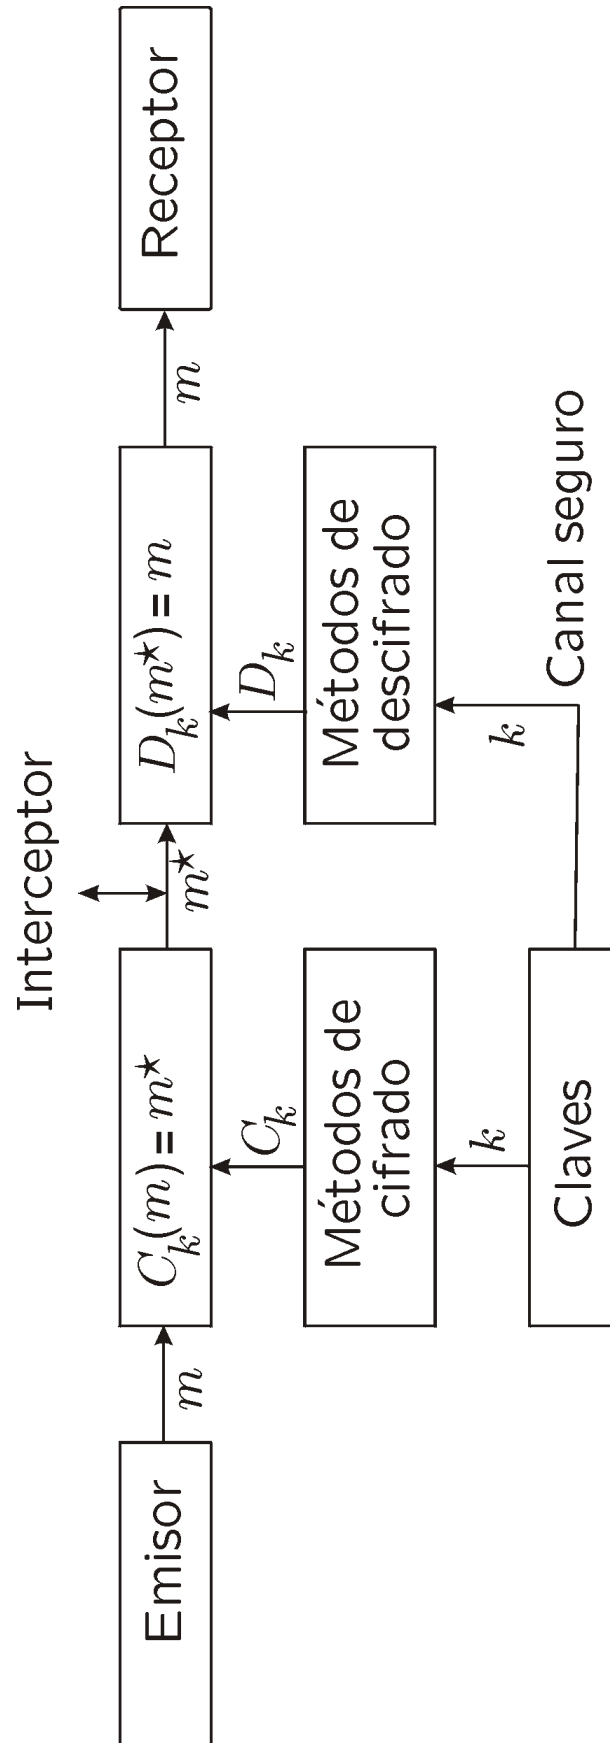 Interceptor
Emisor
m
C_k(m) = m★
m★
D_k(m★) = m
m
Receptor
C_k
D_k
Métodos de
cifrado
Métodos de
descifrado
k
k
Claves
Canal seguro